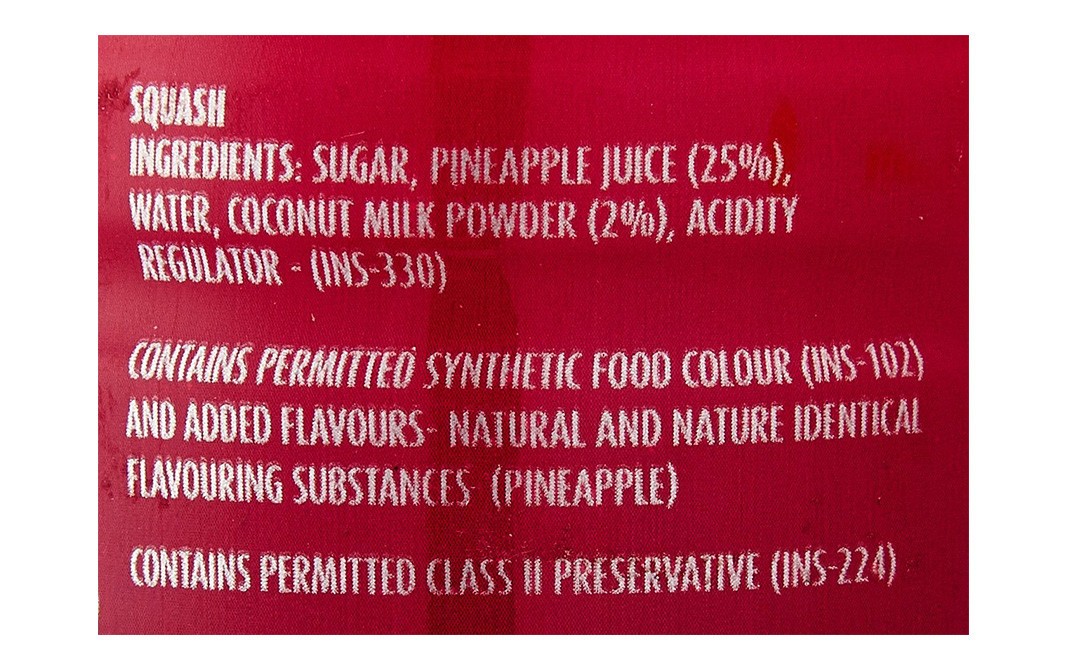 SQUASH
INGREDIENTS: SUGAR, PINEAPPLE JUICE (25%),
WATER, COCONUT MILK POWDER (2%), ACIDITY
REGULATOR - (INS-330)
CONTAINS PERMITTED SYNTHETIC FOOD COLOUR (INS-102)
AND ADDED FLAVOURS- NATURAL AND NATURE IDENTICAL
FLAVOURING SUBSTANCES (PINEAPPLE)
CONTAINS PERMITTED CLASS II PRESERVATIVE (INS-224)